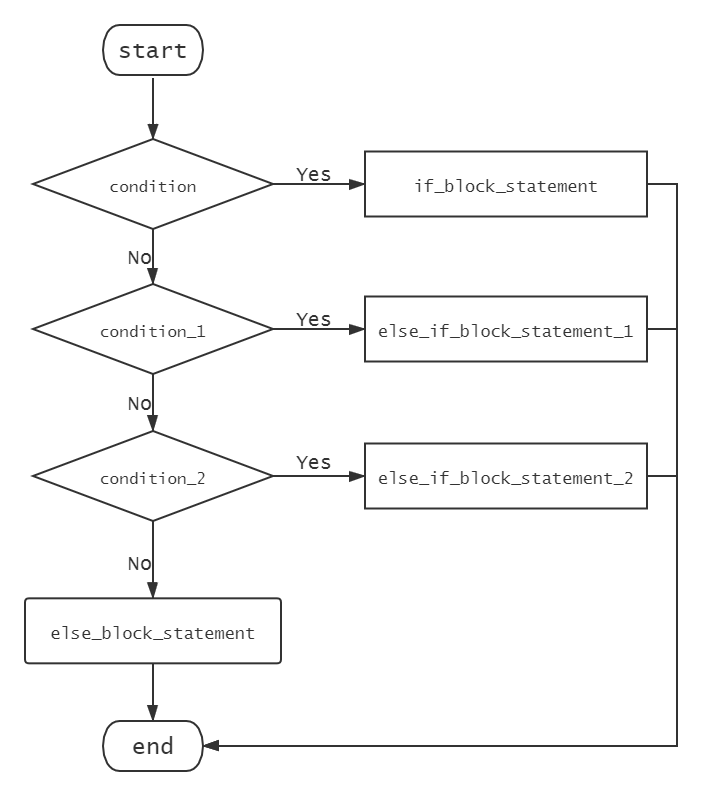 start
condition
Yes
if_block_statement
No
condition_1
Yes
else_if_block_statement_1
No
condition_2
Yes
else_if_block_statement_2
No
else_block_statement
end